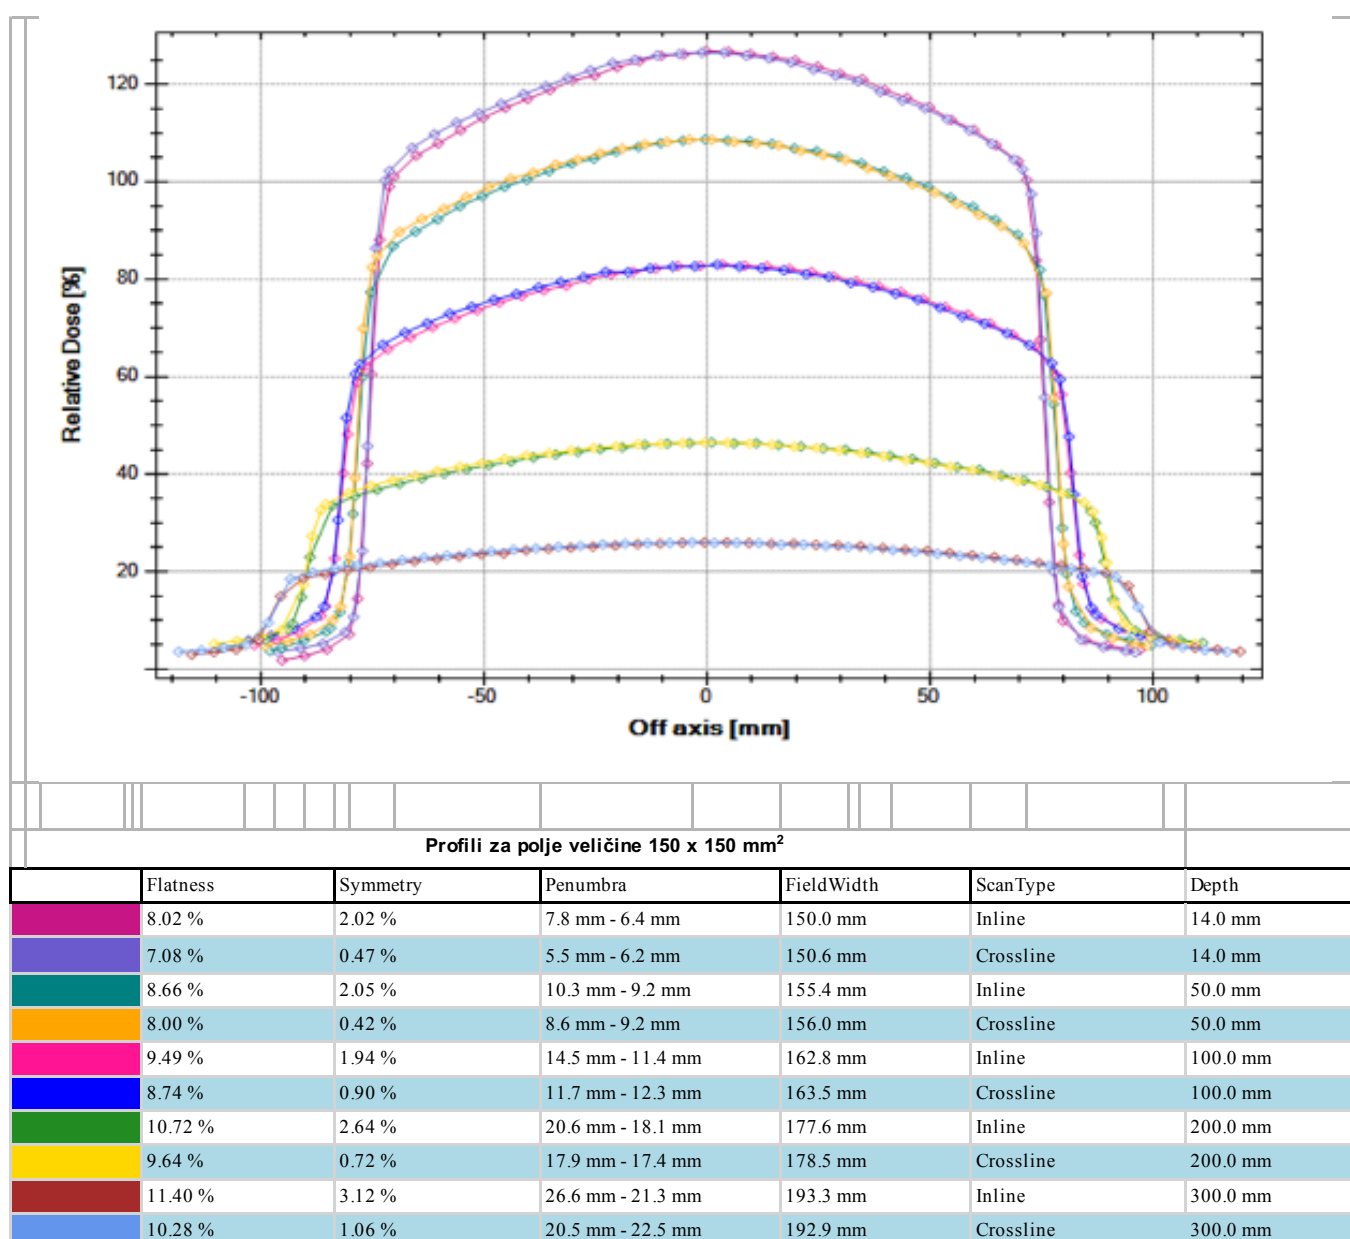 120
100
80
60
40
20
Relative Dose [%]
-100 -50 0 50 100
Off axis [mm]
Profili za polje veličine 150 x 150 mm²
Flatness Symmetry Penumbra FieldWidth ScanType Depth
8.02 % 2.02 % 7.8 mm - 6.4 mm 150.0 mm Inline 14.0 mm
7.08 % 0.47 % 5.5 mm - 6.2 mm 150.6 mm Crossline 14.0 mm
8.66 % 2.05 % 10.3 mm - 9.2 mm 155.4 mm Inline 50.0 mm
8.00 % 0.42 % 8.6 mm - 9.2 mm 156.0 mm Crossline 50.0 mm
9.49 % 1.94 % 14.5 mm - 11.4 mm 162.8 mm Inline 100.0 mm
8.74 % 0.90 % 11.7 mm - 12.3 mm 163.5 mm Crossline 100.0 mm
10.72 % 2.64 % 20.6 mm - 18.1 mm 177.6 mm Inline 200.0 mm
9.64 % 0.72 % 17.9 mm - 17.4 mm 178.5 mm Crossline 200.0 mm
11.40 % 3.12 % 26.6 mm - 21.3 mm 193.3 mm Inline 300.0 mm
10.28 % 1.06 % 20.5 mm - 22.5 mm 192.9 mm Crossline 300.0 mm